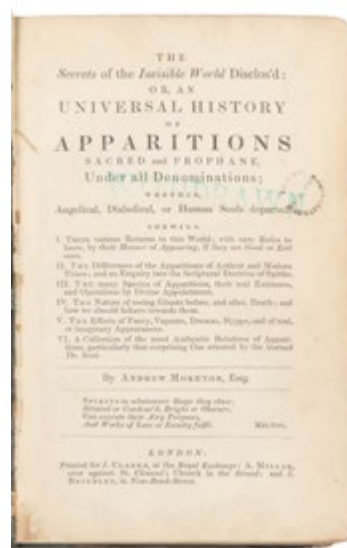 THE
Secrets of the Invisible World Disclos'd:
OR, AN
UNIVERSAL HISTORY
OF
APPARITIONS
SACRED and PROPHANE,
Under all Denominations;
WHETHER,
Angelical, Diabolical, or Human Souls departed.
SHEWING
I. THEIR various Returns to this World; with sure Rules to
know, by their Manner of Appearing, if they are Good or Evil
ones.
II. THE Differences of the Apparitions of Antient and Modern
Times; and an Enquiry into the Scriptural Doctrine of Spirits.
III. THE many Species of Apparitions, their real Existence,
and Operations by Divine Appointment.
IV. THE Nature of seeing Ghosts before, and after, Death; and
how we should behave towards them.
V. THE Effects of Fancy, Vapours, Dreams, Hyppo, and of real,
or imaginary Appearances.
VI. A Collection of the most Authentic Relations of Appari-
tions, particularly that surprizing One attested by the learned
Dr. Scott
By ANDREW MORETON, Esq.
SPIRITS in whatsoever Shape they chuse,
Dilated or Condens'd, Bright or Obscure,
Can execute their Airy Purposes,
And Works of Love or Enmity fulfil. MILTON.
LONDON:
Printed for J. CLARKE, at the Royal Exchange; A. MILLAR,
over against St. Clement's Church in the Strand; and J.
BRINDLEY, in New-Bond-Street.